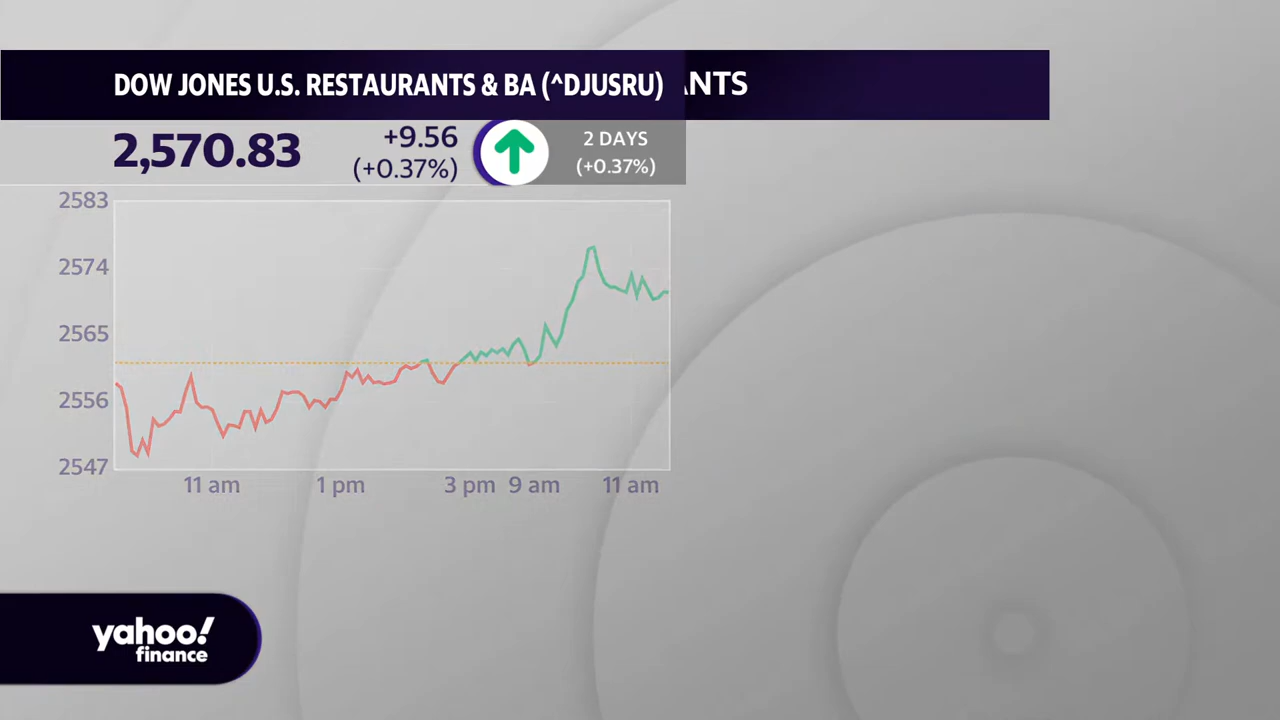 DOW JONES U.S. RESTAURANTS & BA (^DJUSRU) ANTS
2,570.83
+9.56
(+0.37%)
2 DAYS
(+0.37%)
2583
2574
2565
2556
2547
11 am 1 pm 3 pm 9 am 11 am
yahoo!
finance